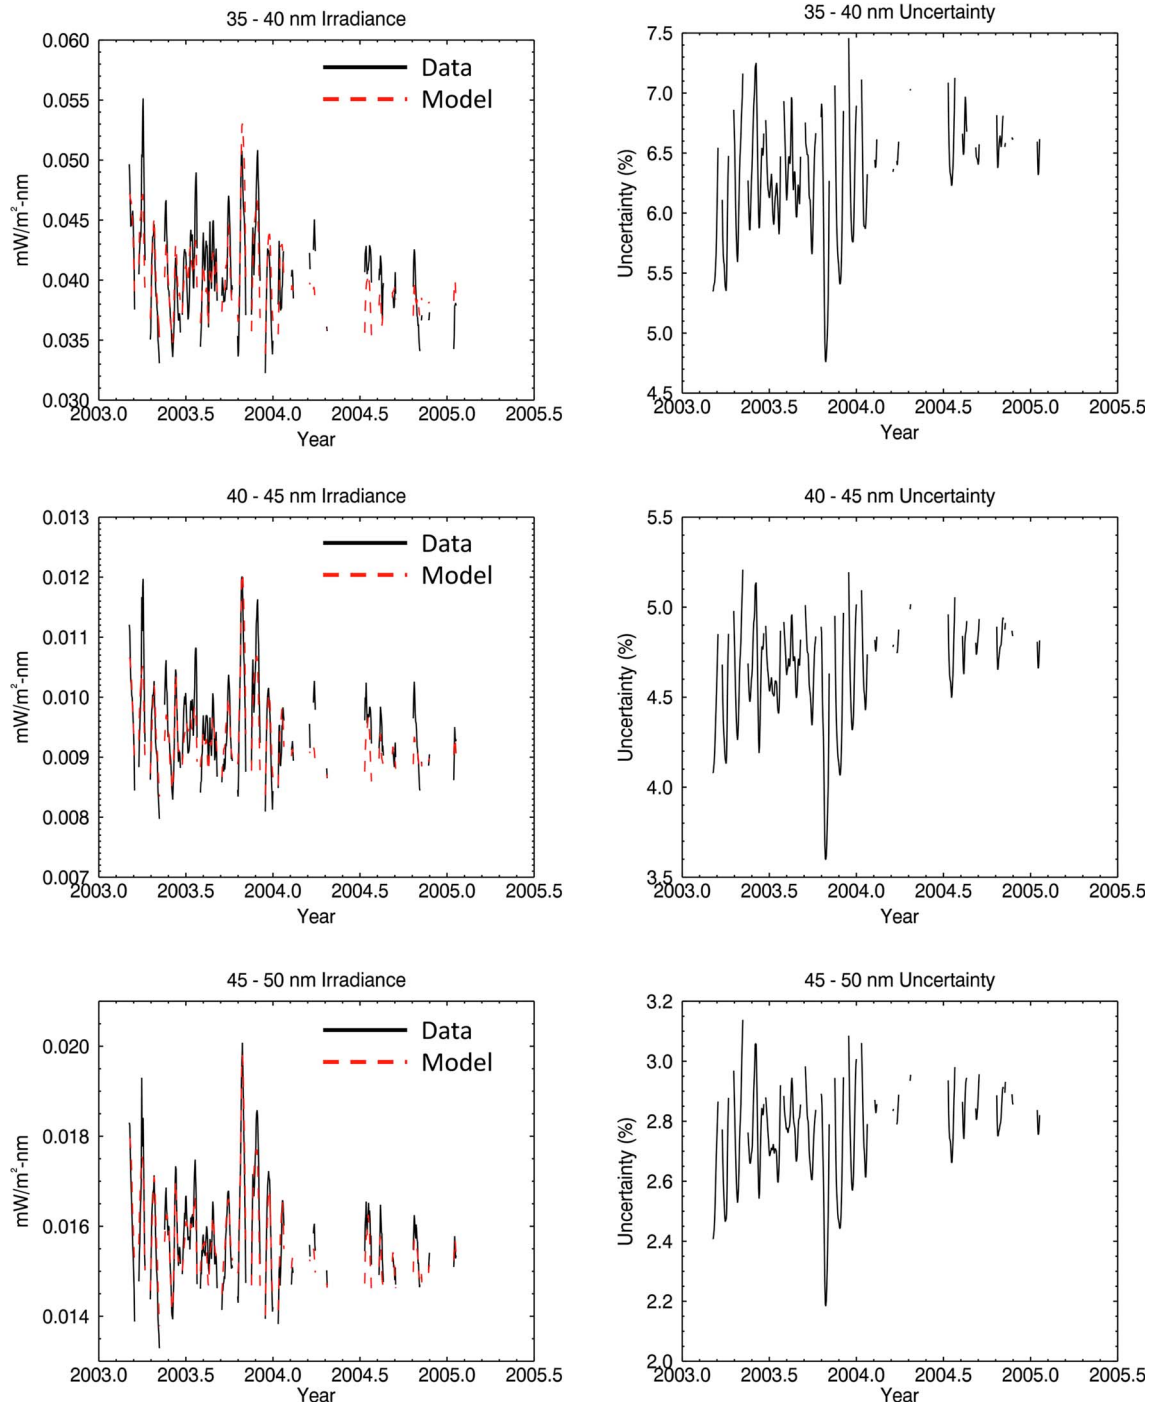 35 - 40 nm Irradiance
0.060
0.055
0.050
0.045
0.040
0.035
0.030
mW/m²-nm
Data
Model
2003.0 2003.5 2004.0 2004.5 2005.0 2005.5
Year
35 - 40 nm Uncertainty
7.5
7.0
6.5
6.0
5.5
5.0
4.5
Uncertainty (%)
2003.0 2003.5 2004.0 2004.5 2005.0 2005.5
Year
40 - 45 nm Irradiance
0.013
0.012
0.011
0.010
0.009
0.008
0.007
mW/m²-nm
Data
Model
2003.0 2003.5 2004.0 2004.5 2005.0 2005.5
Year
40 - 45 nm Uncertainty
5.5
5.0
4.5
4.0
3.5
Uncertainty (%)
2003.0 2003.5 2004.0 2004.5 2005.0 2005.5
Year
45 - 50 nm Irradiance
0.020
0.018
0.016
0.014
mW/m²-nm
Data
Model
2003.0 2003.5 2004.0 2004.5 2005.0 2005.5
Year
45 - 50 nm Uncertainty
3.2
3.0
2.8
2.6
2.4
2.2
2.0
Uncertainty (%)
2003.0 2003.5 2004.0 2004.5 2005.0 2005.5
Year